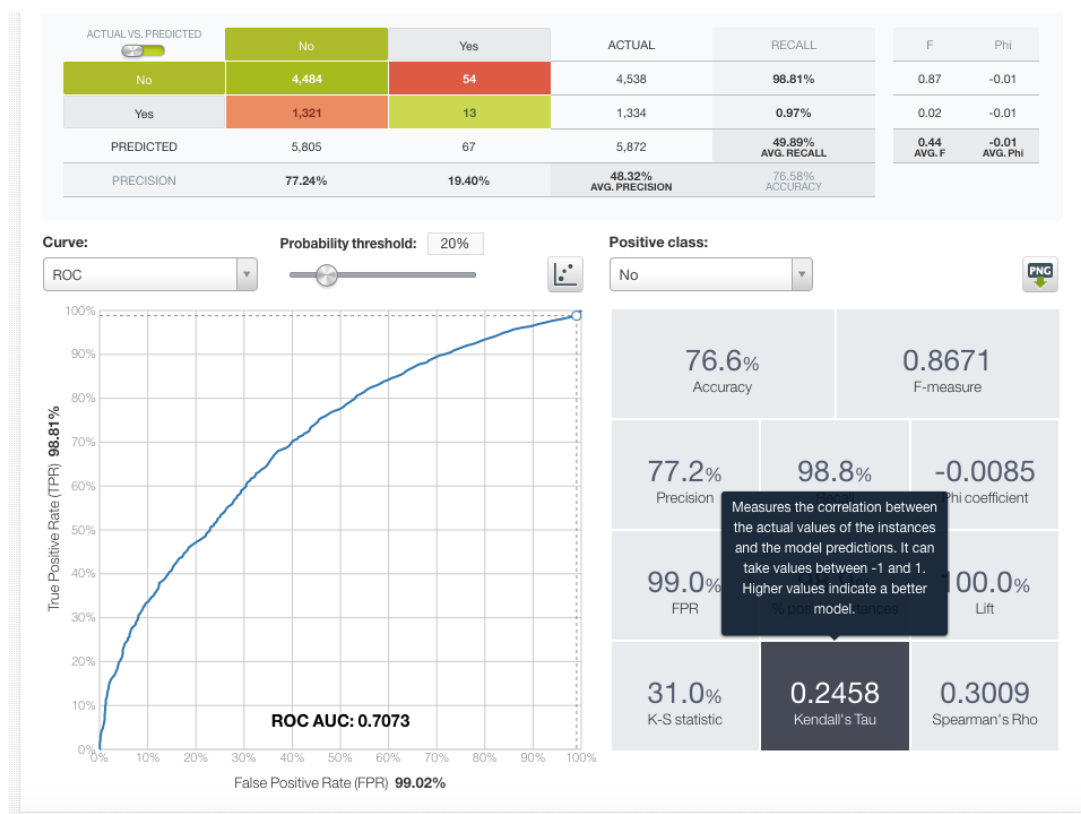 ACTUAL VS. PREDICTED No Yes ACTUAL RECALL F Phi
No 4,484 54 4,538 98.81% 0.87 -0.01
Yes 1,321 13 1,334 0.97% 0.02 -0.01
PREDICTED 5,805 67 5,872 49.89% 0.44 -0.01
AVG. RECALL AVG. F AVG. Phi
PRECISION 77.24% 19.40% 48.32% 76.58%
AVG. PRECISION ACCURACY
Curve: Probability threshold: 20% Positive class:
ROC No PNG
100%
90%
80%
70%
60%
50%
40%
30%
20%
10%
0%
True Positive Rate (TPR) 98.81%
ROC AUC: 0.7073
0% 10% 20% 30% 40% 50% 60% 70% 80% 90% 100%
False Positive Rate (FPR) 99.02%
76.6% 0.8671
Accuracy F-measure
77.2% 98.8% -0.0085
Precision Phi coefficient
Measures the correlation between
the actual values of the instances
and the model predictions. It can
take values between -1 and 1.
Higher values indicate a better
model.
99.0% 100.0%
FPR Lift
31.0% 0.2458 0.3009
K-S statistic Kendall's Tau Spearman's Rho